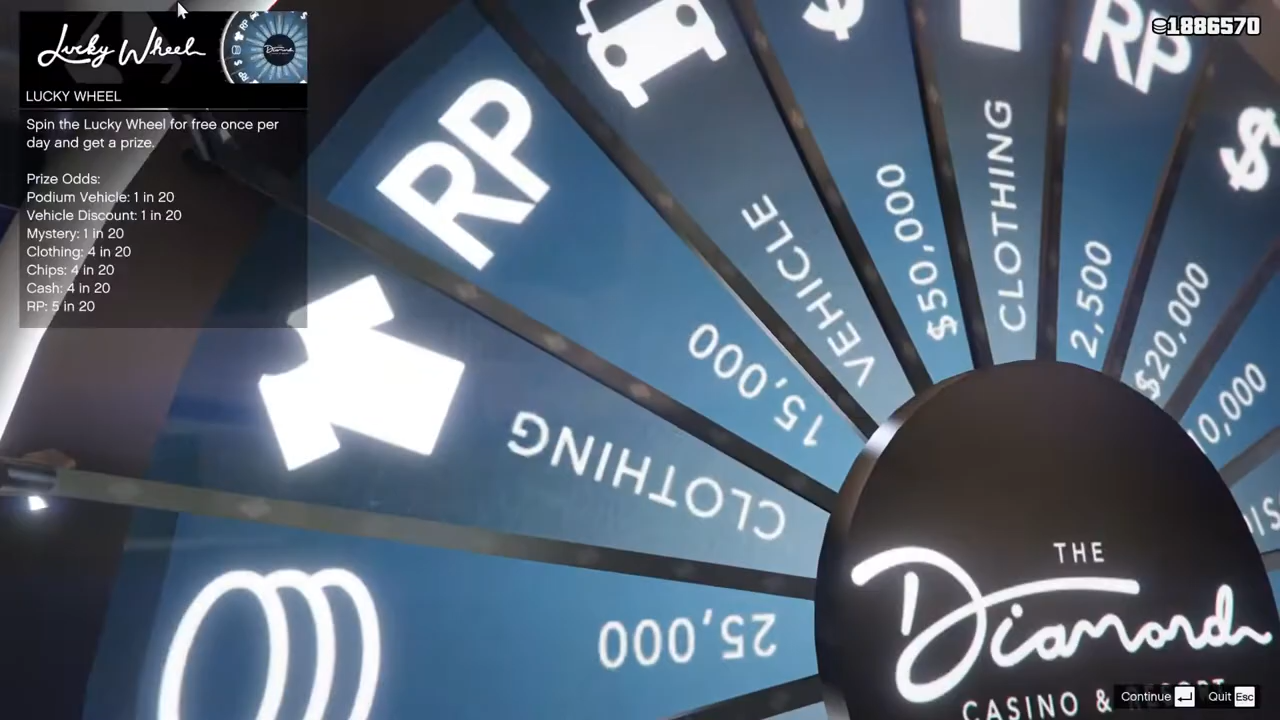 Lucky Wheel
LUCKY WHEEL
Spin the Lucky Wheel for free once per
day and get a prize.
Prize Odds:
Podium Vehicle: 1 in 20
Vehicle Discount: 1 in 20
Mystery: 1 in 20
Clothing: 4 in 20
Chips: 4 in 20
Cash: 4 in 20
RP: 5 in 20
1886570
25,000
CLOTHING
RP
15,000
VEHICLE
$
$50,000
CLOTHING
RP
2,500
$
$20,000
10,000
THE
Diamond
CASINO &
Continue
Quit Esc